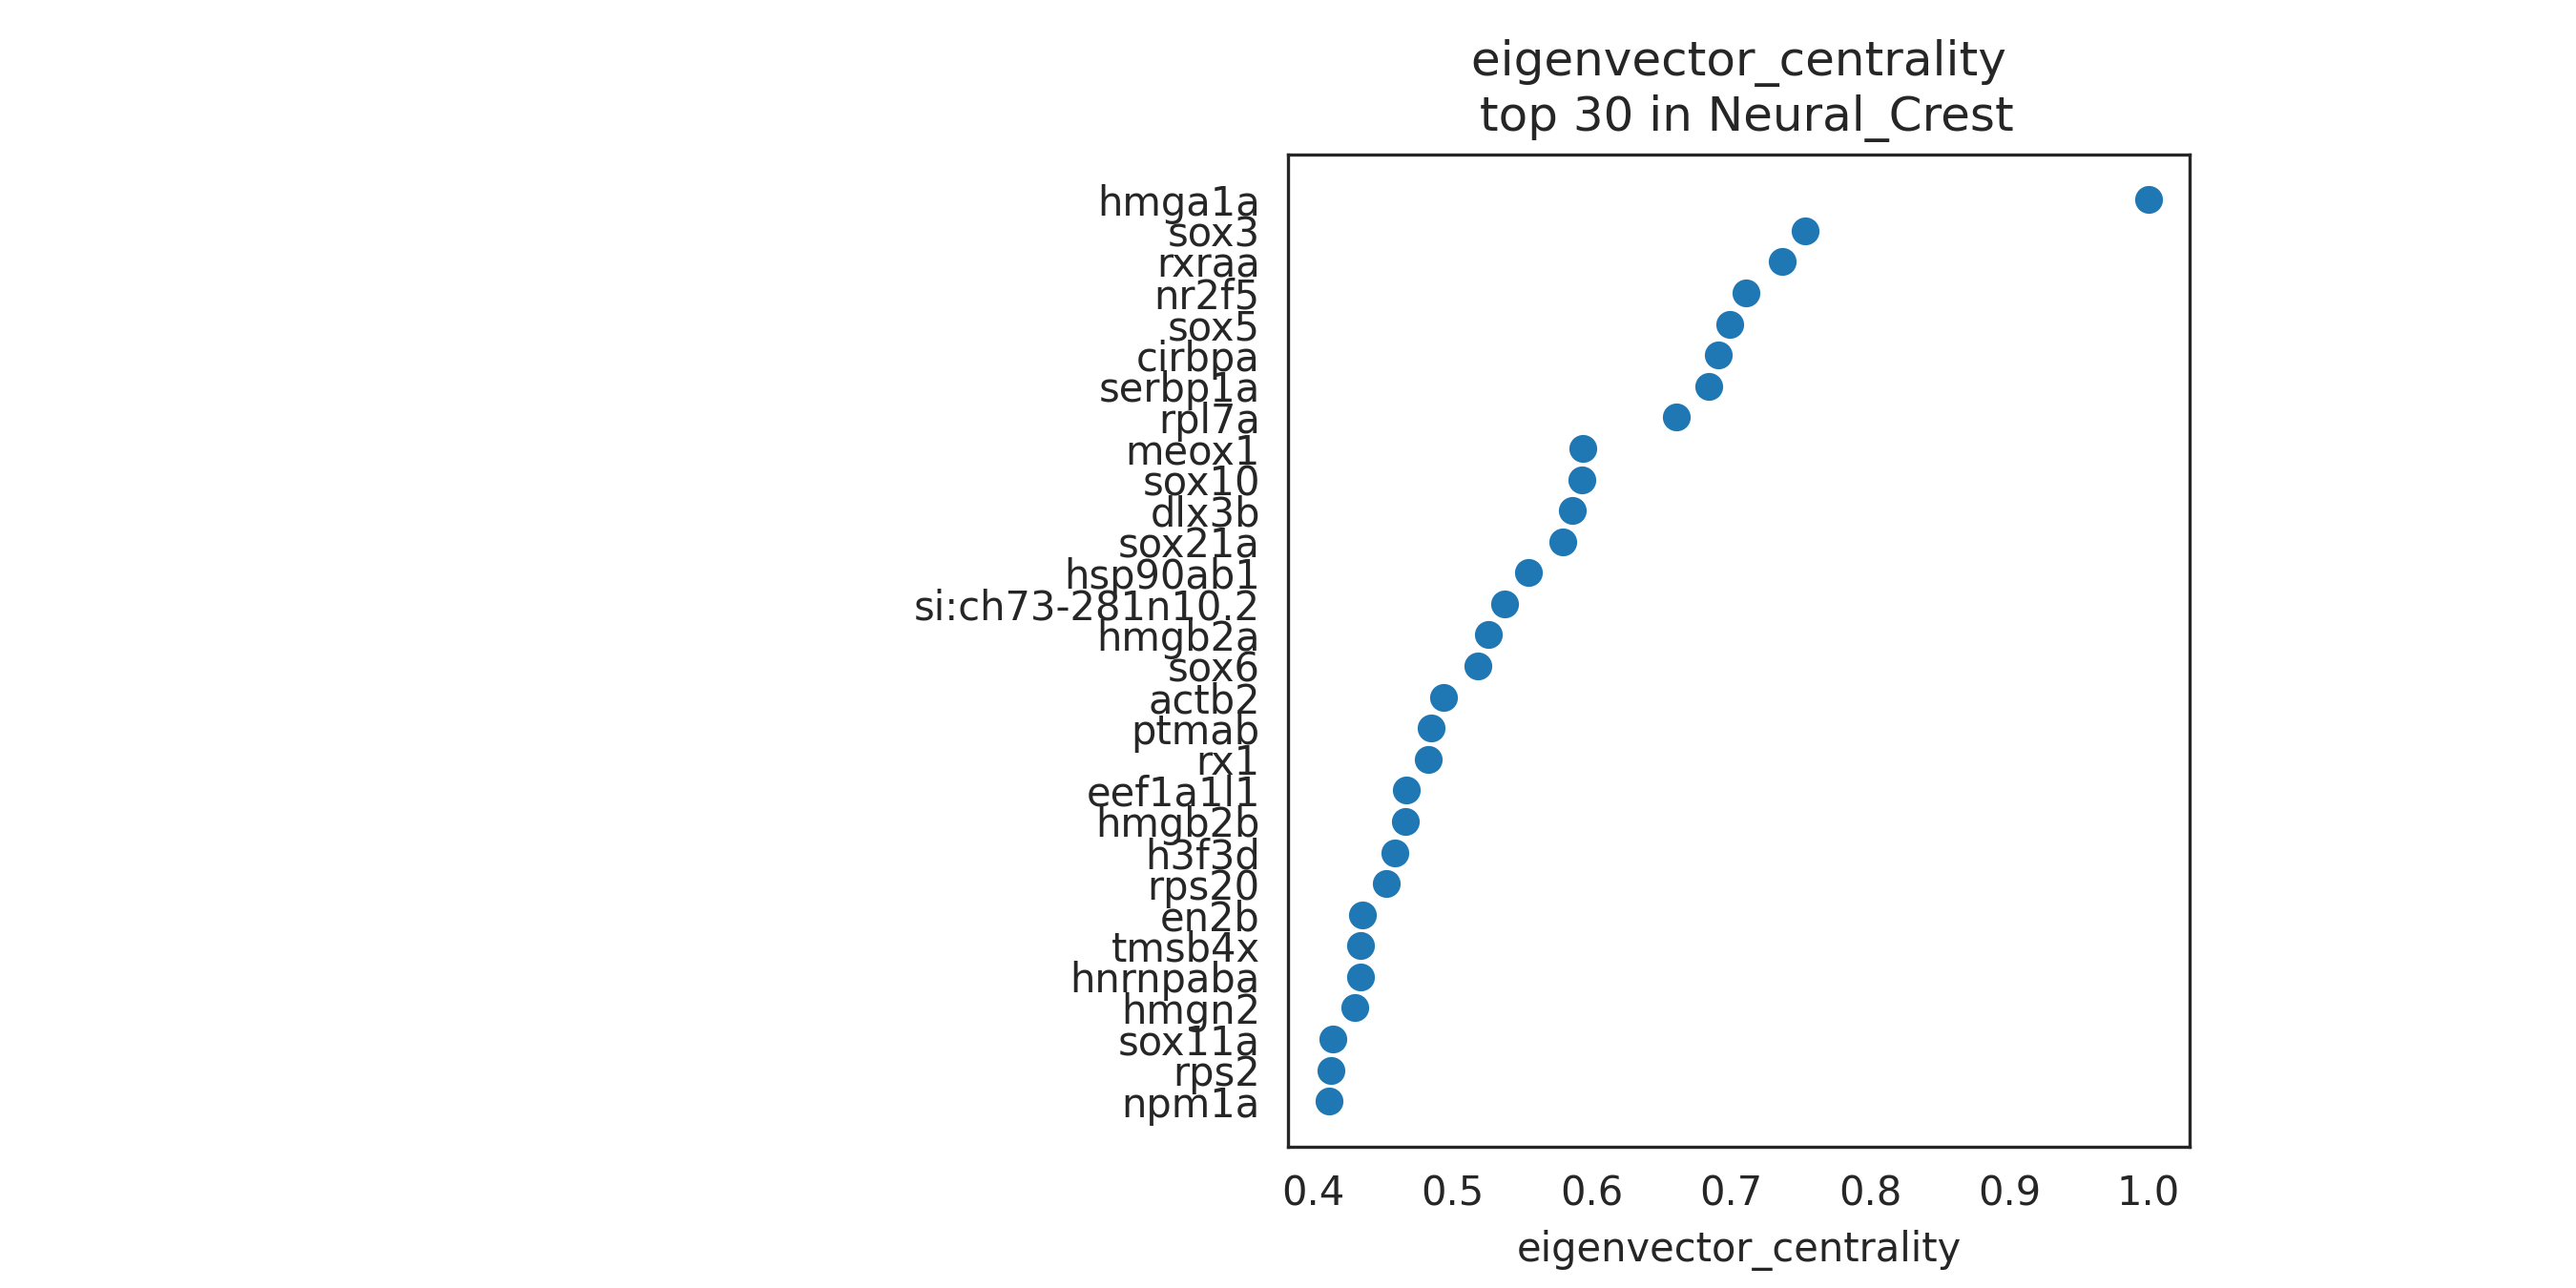 eigenvector_centrality
top 30 in Neural_Crest
hmga1a
sox3
rxraa
nr2f5
sox5
cirbpa
serbp1a
rpl7a
meox1
sox10
dlx3b
sox21a
hsp90ab1
si:ch73-281n10.2
hmgb2a
sox6
actb2
ptmab
rx1
eef1a1l1
hmgb2b
h3f3d
rps20
en2b
tmsb4x
hnrnpaba
hmgn2
sox11a
rps2
npm1a
0.4 0.5 0.6 0.7 0.8 0.9 1.0
eigenvector_centrality